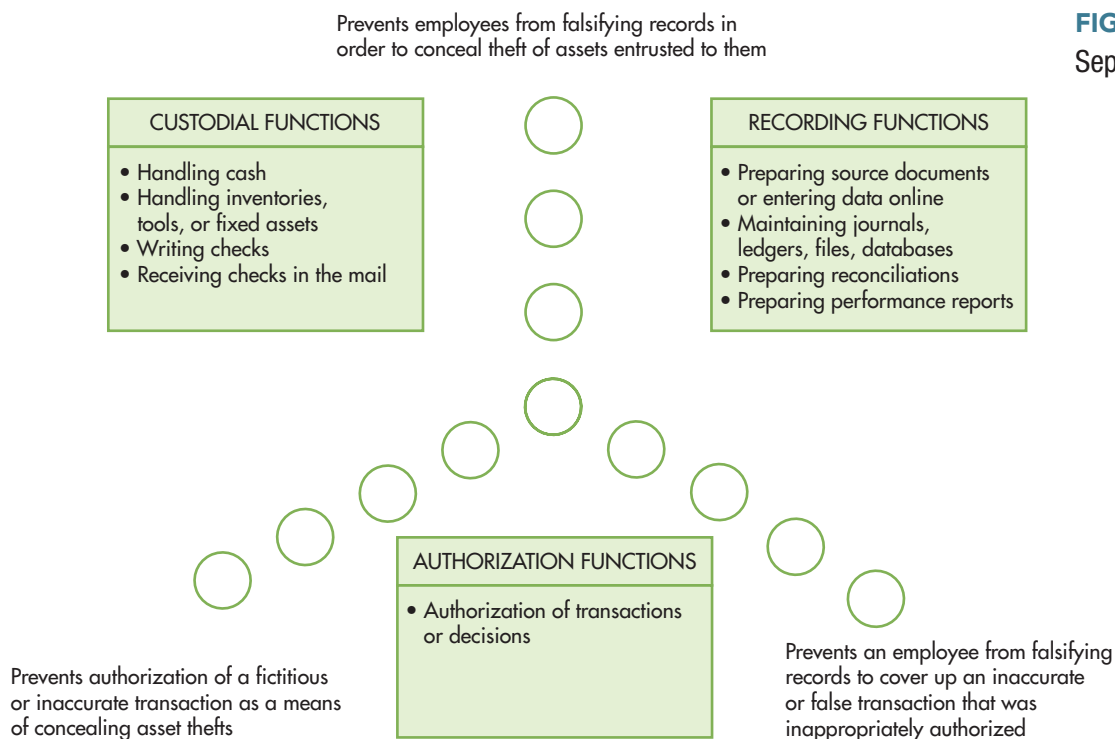 Prevents employees from falsifying records in
order to conceal theft of assets entrusted to them
FIG
Sep
CUSTODIAL FUNCTIONS
• Handling cash
• Handling inventories,
tools, or fixed assets
• Writing checks
• Receiving checks in the mail
RECORDING FUNCTIONS
• Preparing source documents
or entering data online
• Maintaining journals,
ledgers, files, databases
• Preparing reconciliations
• Preparing performance reports
AUTHORIZATION FUNCTIONS
• Authorization of transactions
or decisions
Prevents authorization of a fictitious
or inaccurate transaction as a means
of concealing asset thefts
Prevents an employee from falsifying
records to cover up an inaccurate
or false transaction that was
inappropriately authorized